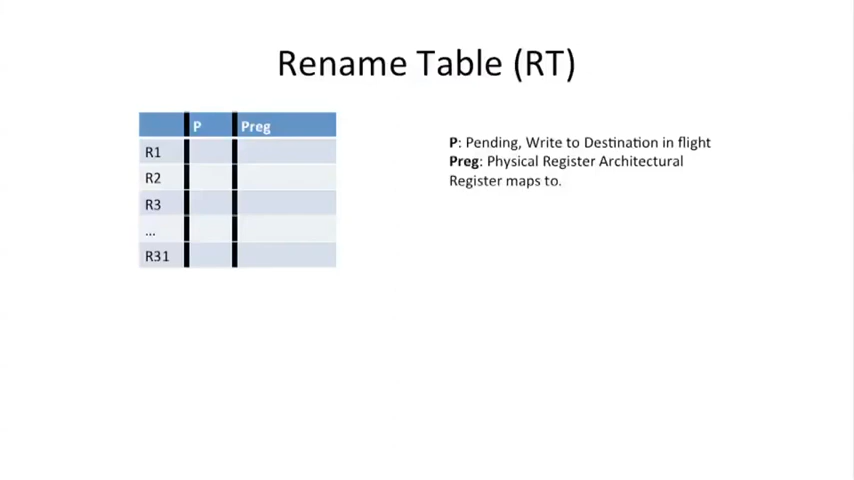 Rename Table (RT)
P Preg
R1
R2
R3
...
R31
P: Pending, Write to Destination in flight
Preg: Physical Register Architectural
Register maps to.